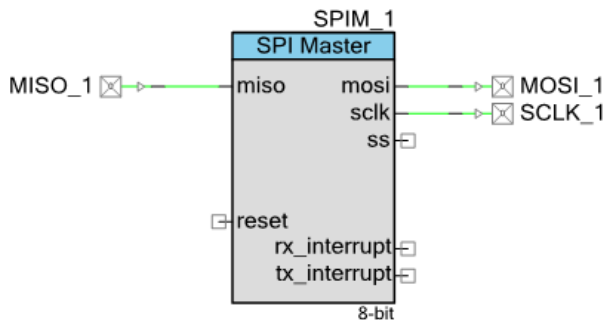 SPIM_1
SPI Master
MISO_1
miso
mosi
MOSI_1
sclk
SCLK_1
ss
reset
rx_interrupt
tx_interrupt
8-bit